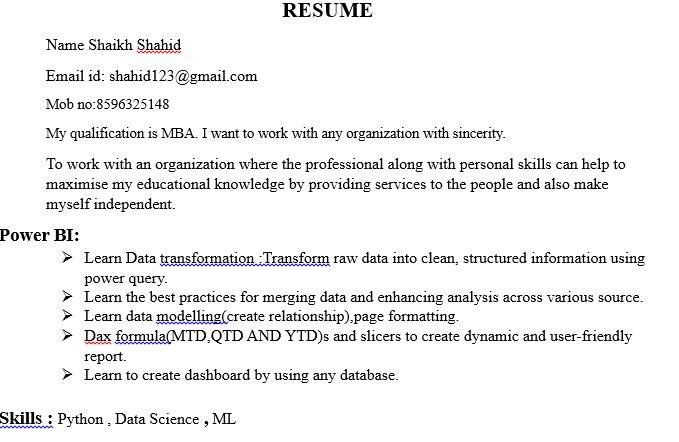 RESUME
Name Shaikh Shahid
Email id: shahid123@gmail.com
Mob no:8596325148
My qualification is MBA. I want to work with any organization with sincerity.
To work with an organization where the professional along with personal skills can help to
maximise my educational knowledge by providing services to the people and also make
myself independent.
Power BI:
➢ Learn Data transformation :Transform raw data into clean, structured information using
power query.
➢ Learn the best practices for merging data and enhancing analysis across various source.
➢ Learn data modelling(create relationship),page formatting.
➢ Dax formula(MTD,QTD AND YTD)s and slicers to create dynamic and user-friendly
report.
➢ Learn to create dashboard by using any database.
Skills : Python , Data Science , ML